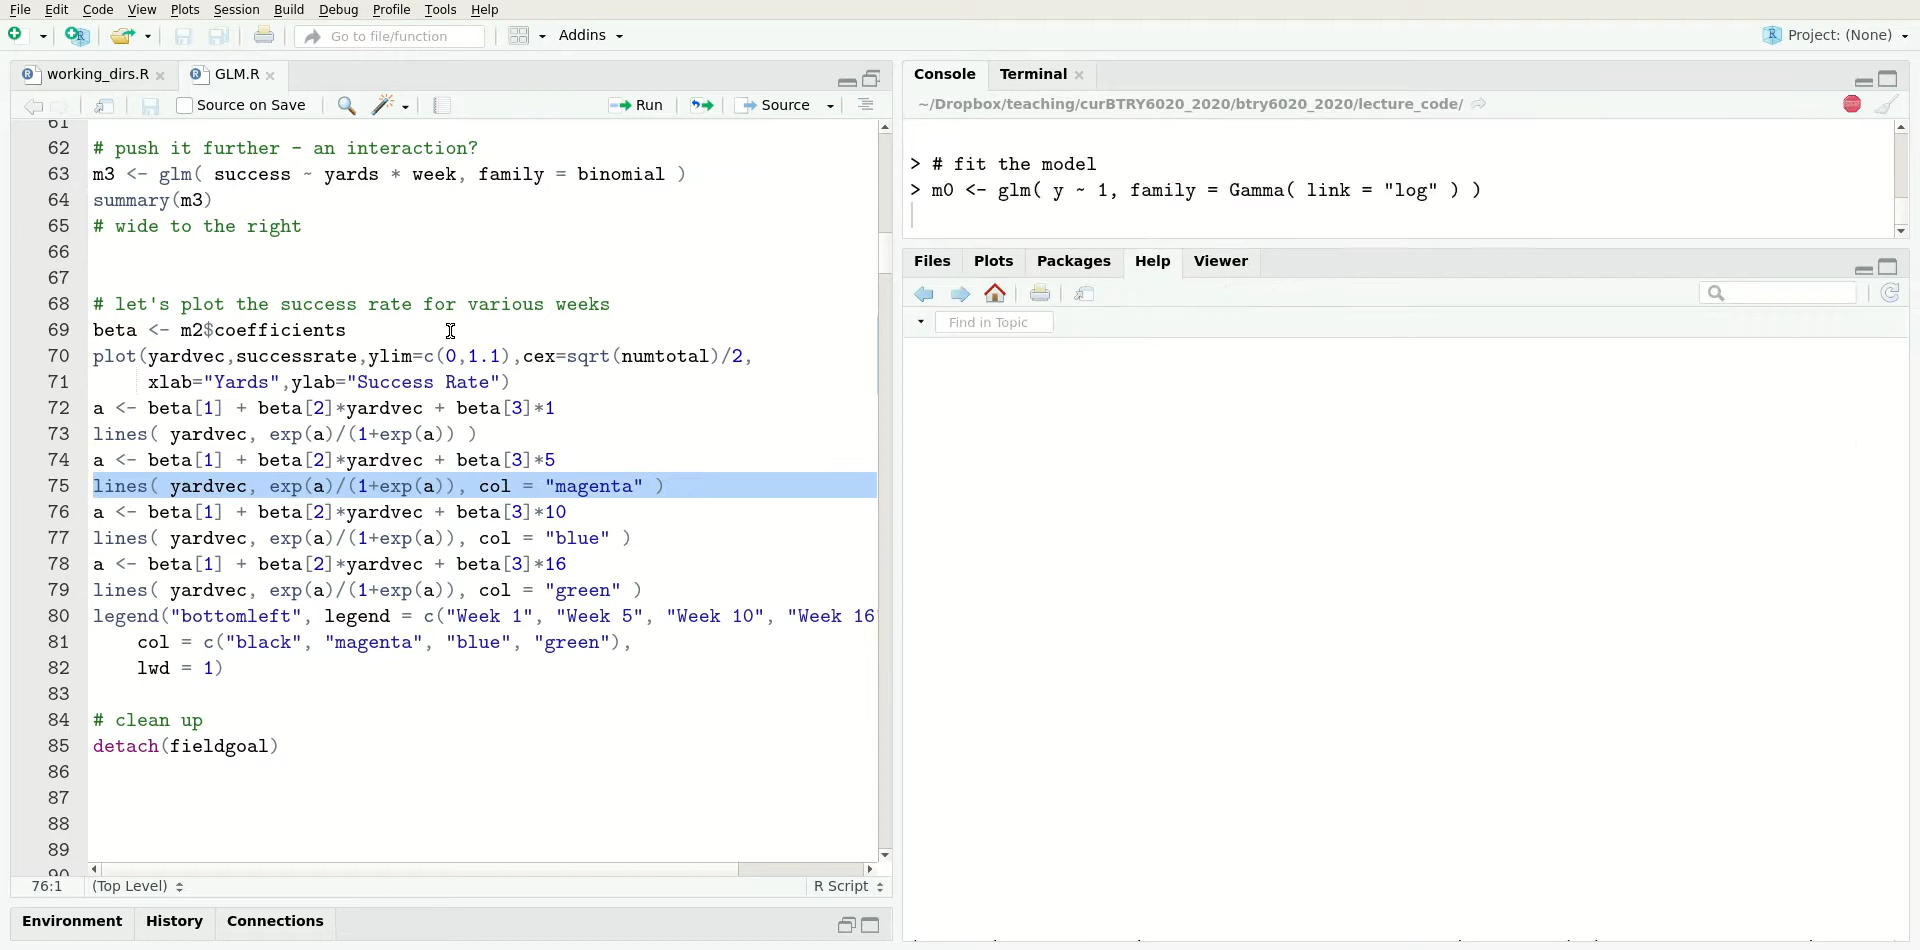 File Edit Code View Plots Session Build Debug Profile Tools Help
Go to file/function
Addins
Project: (None)
working_dirs.R
GLM.R
Source on Save
Run
Source
61
62 # push it further - an interaction?
63 m3 <- glm( success ~ yards * week, family = binomial )
64 summary(m3)
65 # wide to the right
66
67
68 # let's plot the success rate for various weeks
69 beta <- m2$coefficients
70 plot(yardvec,successrate,ylim=c(0,1.1),cex=sqrt(numtotal)/2,
71 xlab="Yards",ylab="Success Rate")
72 a <- beta[1] + beta[2]*yardvec + beta[3]*1
73 lines( yardvec, exp(a)/(1+exp(a)) )
74 a <- beta[1] + beta[2]*yardvec + beta[3]*5
75 lines( yardvec, exp(a)/(1+exp(a)), col = "magenta" )
76 a <- beta[1] + beta[2]*yardvec + beta[3]*10
77 lines( yardvec, exp(a)/(1+exp(a)), col = "blue" )
78 a <- beta[1] + beta[2]*yardvec + beta[3]*16
79 lines( yardvec, exp(a)/(1+exp(a)), col = "green" )
80 legend("bottomleft", legend = c("Week 1", "Week 5", "Week 10", "Week 16
81 col = c("black", "magenta", "blue", "green"),
82 lwd = 1)
83
84 # clean up
85 detach(fieldgoal)
86
87
88
89
90
76:1 (Top Level) R Script
Environment History Connections
Console Terminal
~/Dropbox/teaching/curBTRY6020_2020/btry6020_2020/lecture_code/
> # fit the model
> m0 <- glm( y ~ 1, family = Gamma( link = "log" ) )
Files Plots Packages Help Viewer
Find in Topic